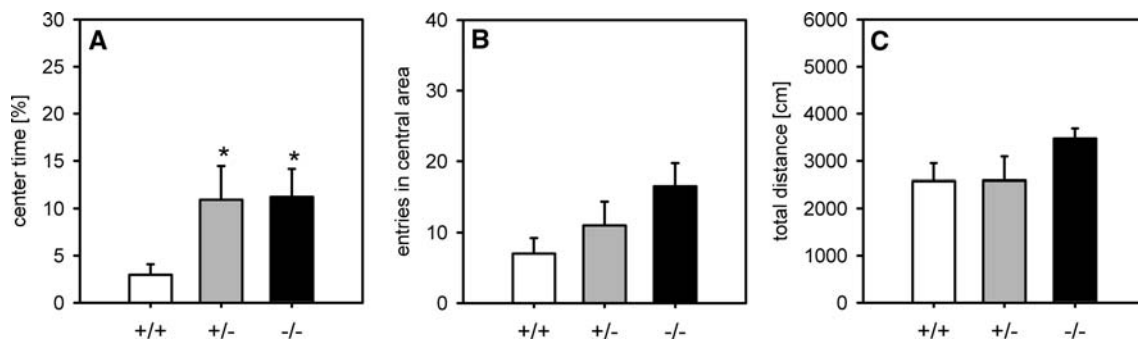 A
center time [%]
30
25
20
15
10
5
0
* *
+/+ +/- -/-
B
entries in central area
40
30
20
10
0
+/+ +/- -/-
C
total distance [cm]
6000
5000
4000
3000
2000
1000
0
+/+ +/- -/-